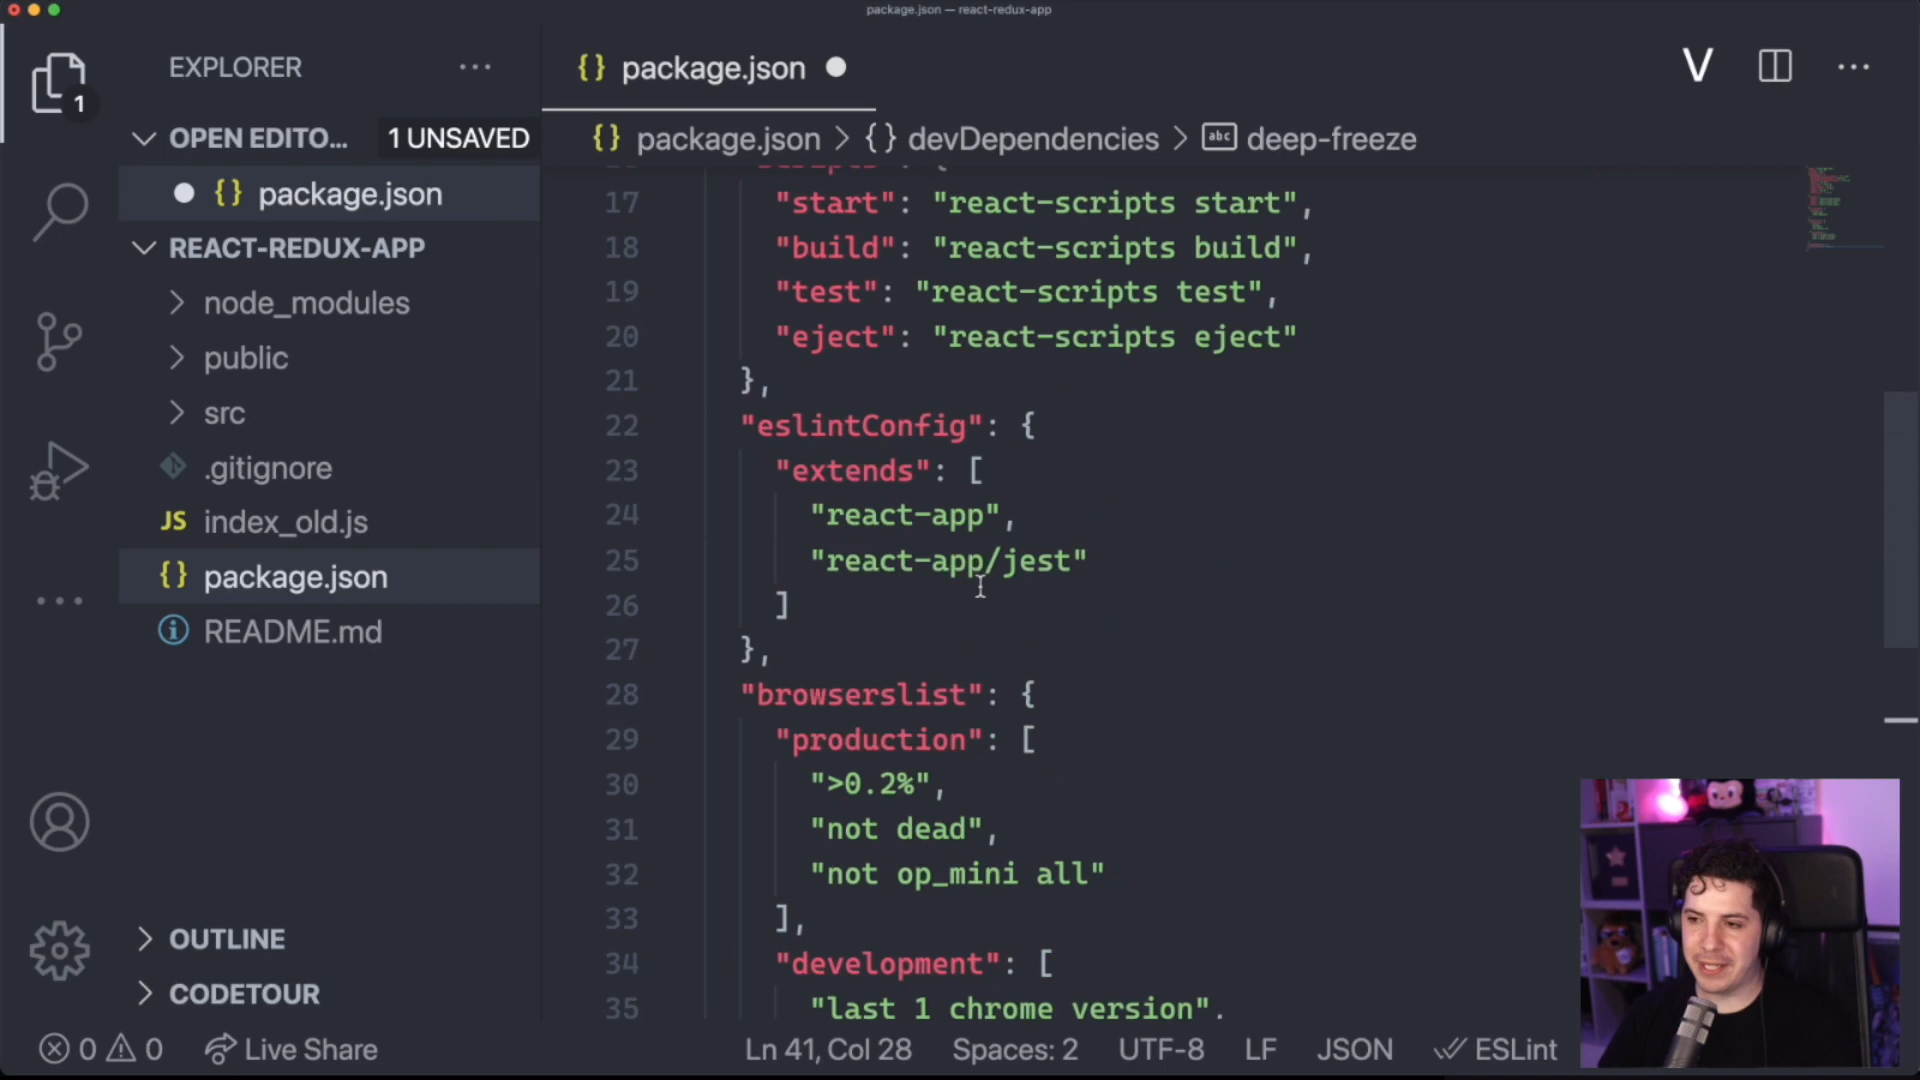 package.json — react-redux-app
1
EXPLORER
OPEN EDITO... 1 UNSAVED
{} package.json
REACT-REDUX-APP
node_modules
public
src
.gitignore
JS index_old.js
{} package.json
README.md
OUTLINE
CODETOUR
{} package.json
V
{} package.json > {} devDependencies > abc deep-freeze
17 "start": "react-scripts start",
18 "build": "react-scripts build",
19 "test": "react-scripts test",
20 "eject": "react-scripts eject"
21 },
22 "eslintConfig": {
23 "extends": [
24 "react-app",
25 "react-app/jest"
26 ]
27 },
28 "browserslist": {
29 "production": [
30 ">0.2%",
31 "not dead",
32 "not op_mini all"
33 ],
34 "development": [
35 "last 1 chrome version",
0 0 Live Share Ln 41, Col 28 Spaces: 2 UTF-8 LF JSON ESLint